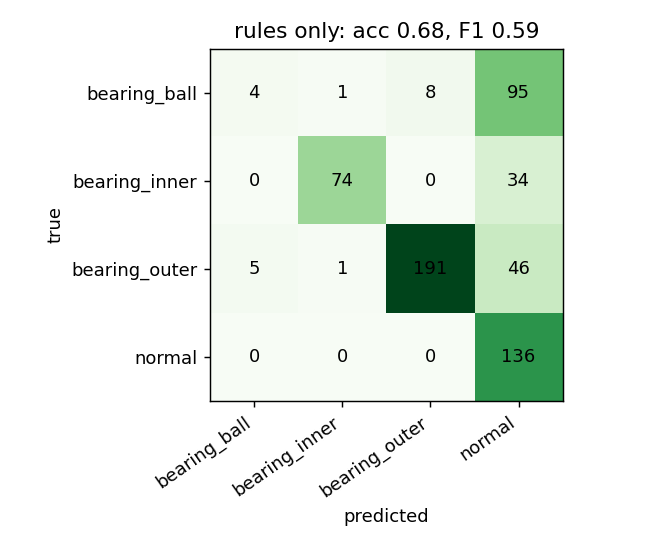 rules only: acc 0.68, F1 0.59
bearing_ball 4 1 8 95
bearing_inner 0 74 0 34
true
bearing_outer 5 1 191 46
normal 0 0 0 136
bearing_ball bearing_inner bearing_outer normal
predicted